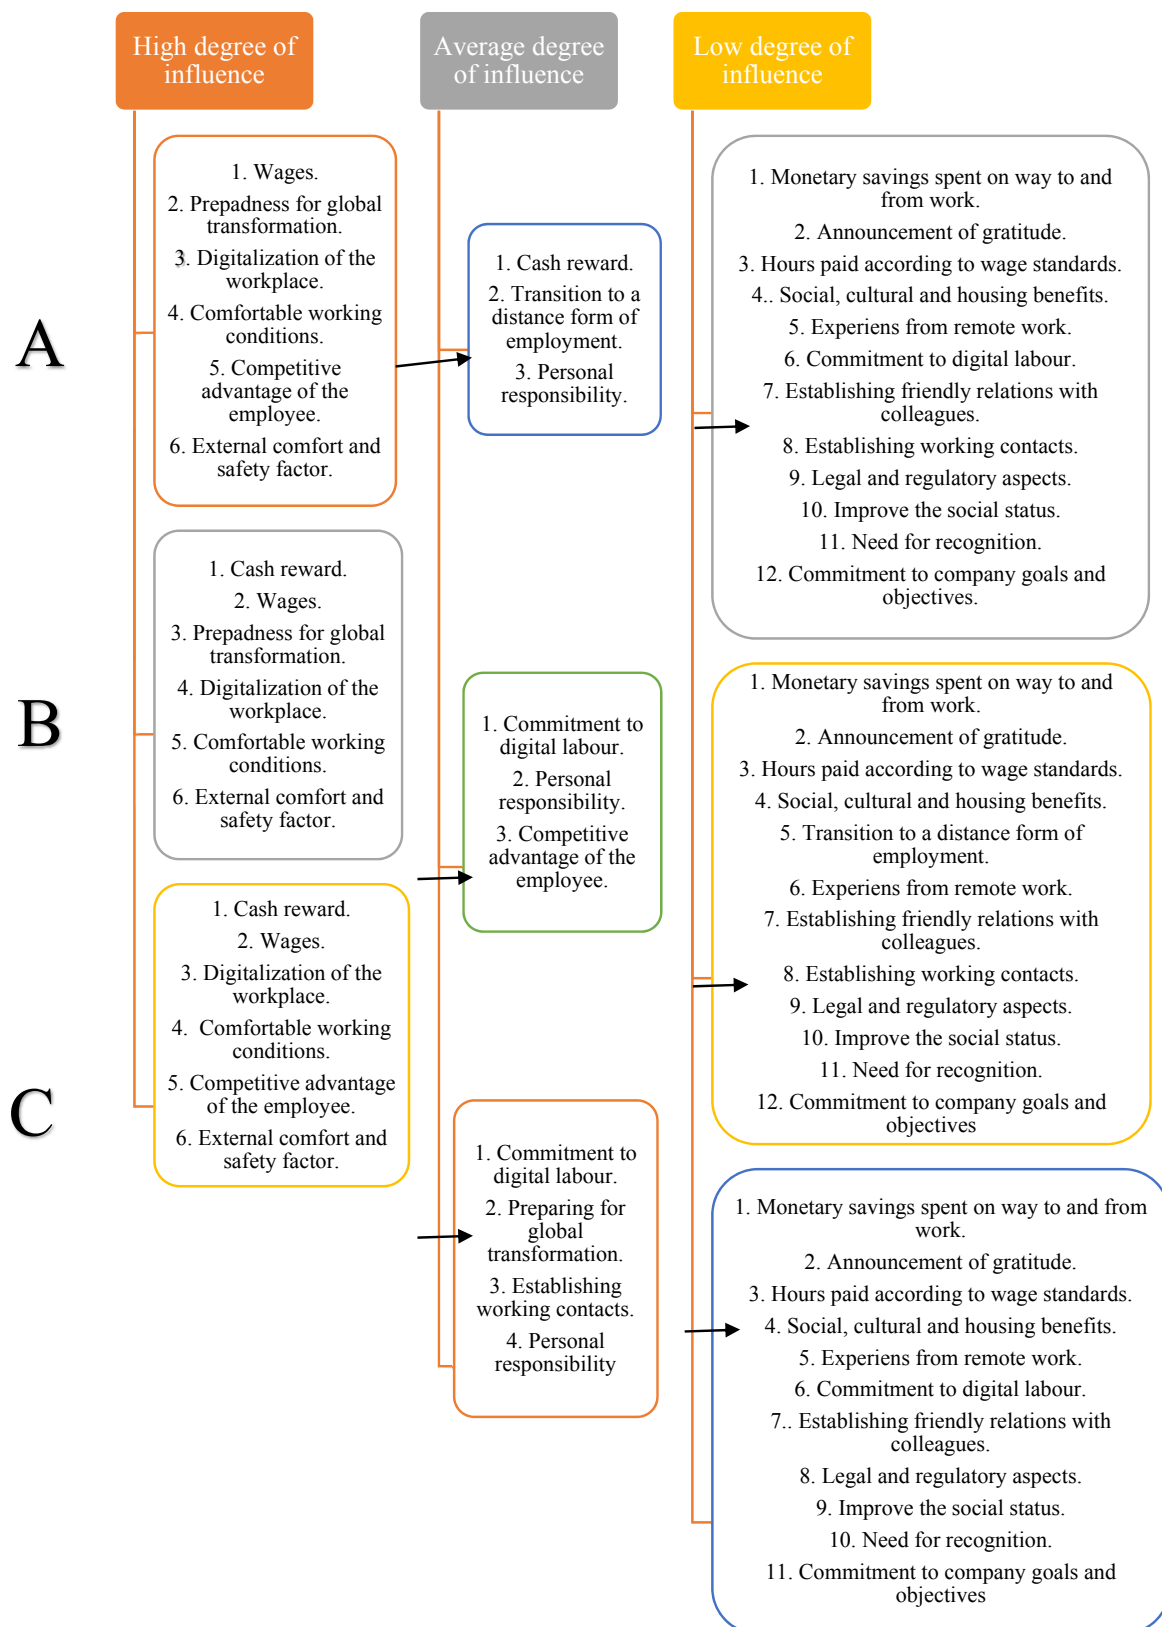 High degree of
influence
Average degree
of influence
Low degree of
influence
A
1. Wages.
2. Prepadness for global
transformation.
3. Digitalization of the
workplace.
4. Comfortable working
conditions.
5. Competitive
advantage of the
employee.
6. External comfort and
safety factor.
1. Cash reward.
2. Transition to a
distance form of
employment.
3. Personal
responsibility.
1. Monetary savings spent on way to and
from work.
2. Announcement of gratitude.
3. Hours paid according to wage standards.
4.. Social, cultural and housing benefits.
5. Experiens from remote work.
6. Commitment to digital labour.
7. Establishing friendly relations with
colleagues.
8. Establishing working contacts.
9. Legal and regulatory aspects.
10. Improve the social status.
11. Need for recognition.
12. Commitment to company goals and
objectives.
B
1. Cash reward.
2. Wages.
3. Prepadness for global
transformation.
4. Digitalization of the
workplace.
5. Comfortable working
conditions.
6. External comfort and
safety factor.
1. Commitment to
digital labour.
2. Personal
responsibility.
3. Competitive
advantage of the
employee.
1. Monetary savings spent on way to and
from work.
2. Announcement of gratitude.
3. Hours paid according to wage standards.
4. Social, cultural and housing benefits.
5. Transition to a distance form of
employment.
6. Experiens from remote work.
7. Establishing friendly relations with
colleagues.
8. Establishing working contacts.
9. Legal and regulatory aspects.
10. Improve the social status.
11. Need for recognition.
12. Commitment to company goals and
objectives
C
1. Cash reward.
2. Wages.
3. Digitalization of the
workplace.
4. Comfortable working
conditions.
5. Competitive advantage
of the employee.
6. External comfort and
safety factor.
1. Commitment to
digital labour.
2. Preparing for
global
transformation.
3. Establishing
working contacts.
4. Personal
responsibility
1. Monetary savings spent on way to and from
work.
2. Announcement of gratitude.
3. Hours paid according to wage standards.
4. Social, cultural and housing benefits.
5. Experiens from remote work.
6. Commitment to digital labour.
7.. Establishing friendly relations with
colleagues.
8. Legal and regulatory aspects.
9. Improve the social status.
10. Need for recognition.
11. Commitment to company goals and
objectives